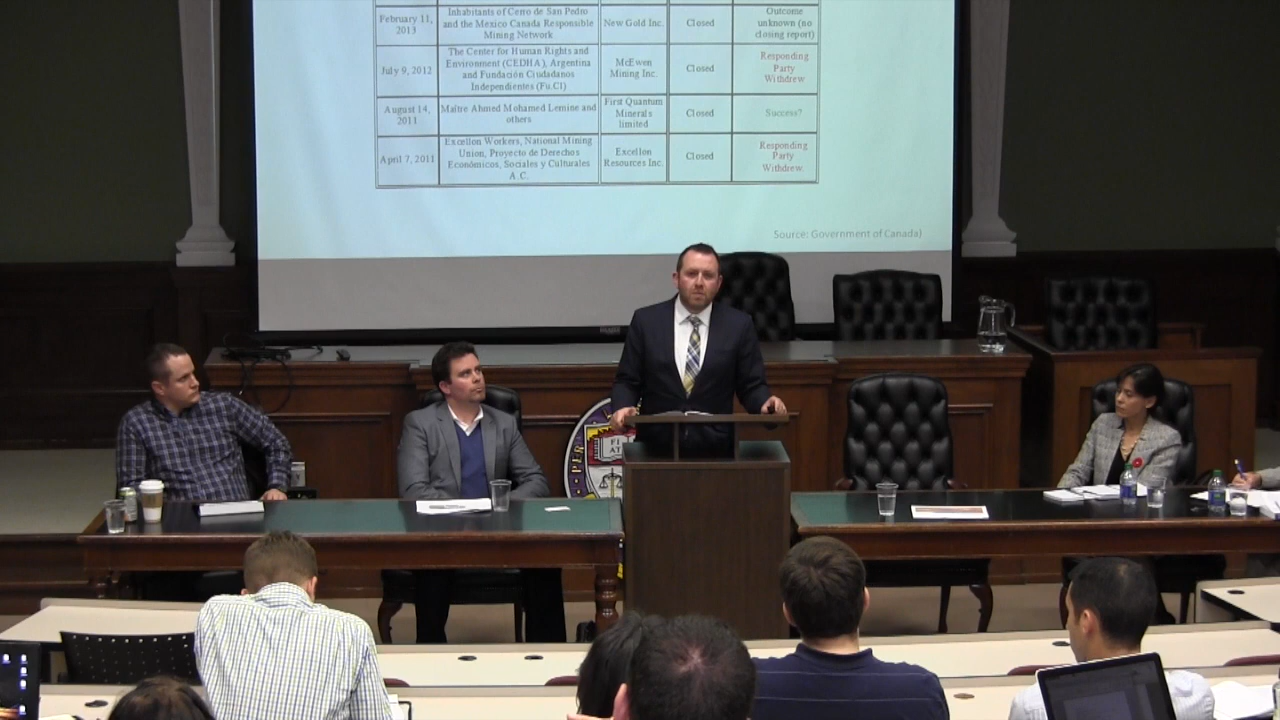 February 11,
2013
Inhabitants of Cerro de San Pedro
and the Mexico Canada Responsible
Mining Network
New Gold Inc.
Closed
Outcome
unknown (no
closing report)
July 9, 2012
The Center for Human Rights and
Environment (CEDHA), Argentina
and Fundación Ciudadanos
Independientes (Fu.CI)
McEwen
Mining Inc.
Closed
Responding
Party
Withdrew
August 14,
2011
Maître Ahmed Mohamed Lemine and
others
First Quantum
Minerals
limited
Closed
Success?
April 7, 2011
Excellon Workers, National Mining
Union, Proyecto de Derechos
Económicos, Sociales y Culturales
A.C.
Excellon
Resources Inc.
Closed
Responding
Party
Withdrew
Source: Government of Canada)
PER
FI
AT